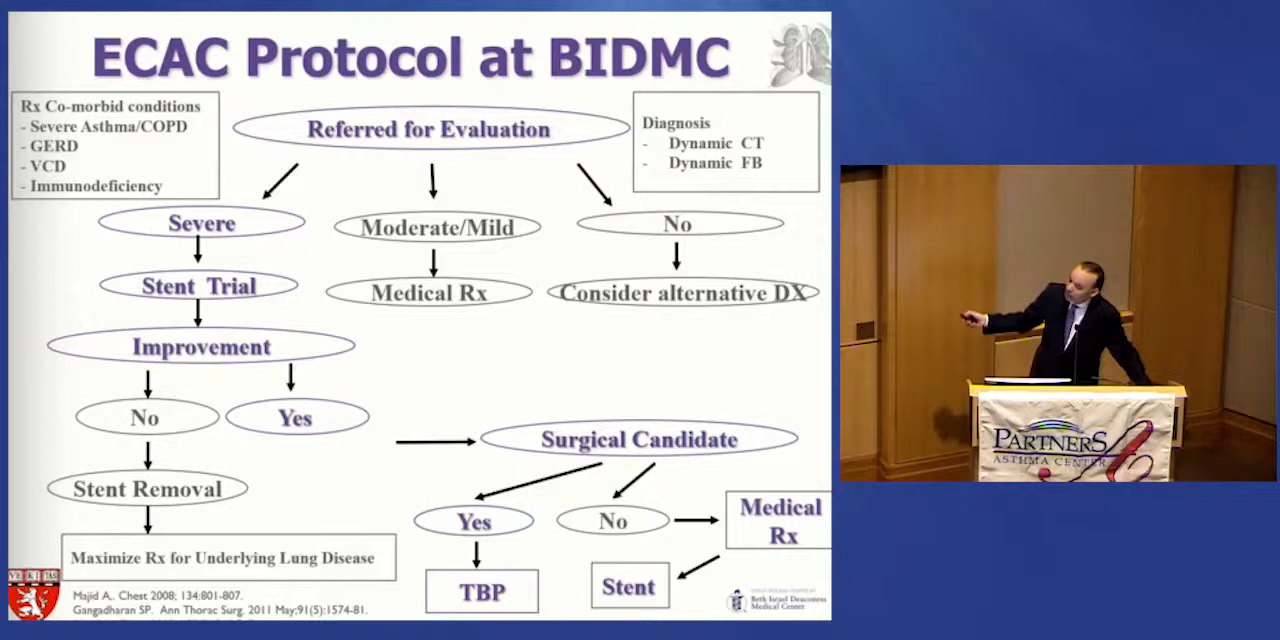 ECAC Protocol at BIDMC
Rx Co-morbid conditions
- Severe Asthma/COPD
- GERD
- VCD
- Immunodeficiency
Referred for Evaluation
Diagnosis
- Dynamic CT
- Dynamic FB
Severe
Moderate/Mild
No
Stent Trial
Medical Rx
Consider alternative DX
Improvement
No
Yes
Surgical Candidate
Stent Removal
Yes
No
Medical
Rx
Maximize Rx for Underlying Lung Disease
TBP
Stent
Majid A,. Chest 2008; 134:801-807.
Gangadharan SP. Ann Thorac Surg. 2011 May;91(5):1574-81.
Beth Israel Deaconess
Medical Center
PARTNERS
ASTHMA CENTER